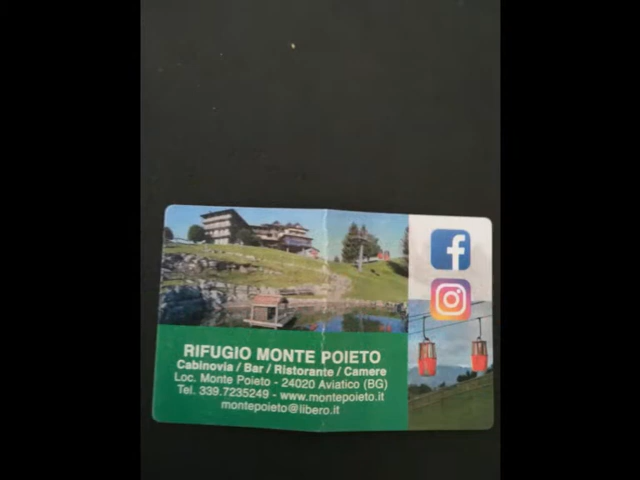 RIFUGIO MONTE POIETO
Cabinovia / Bar / Ristorante / Camere
Loc. Monte Poieto - 24020 Aviatico (BG)
Tel. 339.7235249 - www.montepoieto.it
montepoieto@libero.it